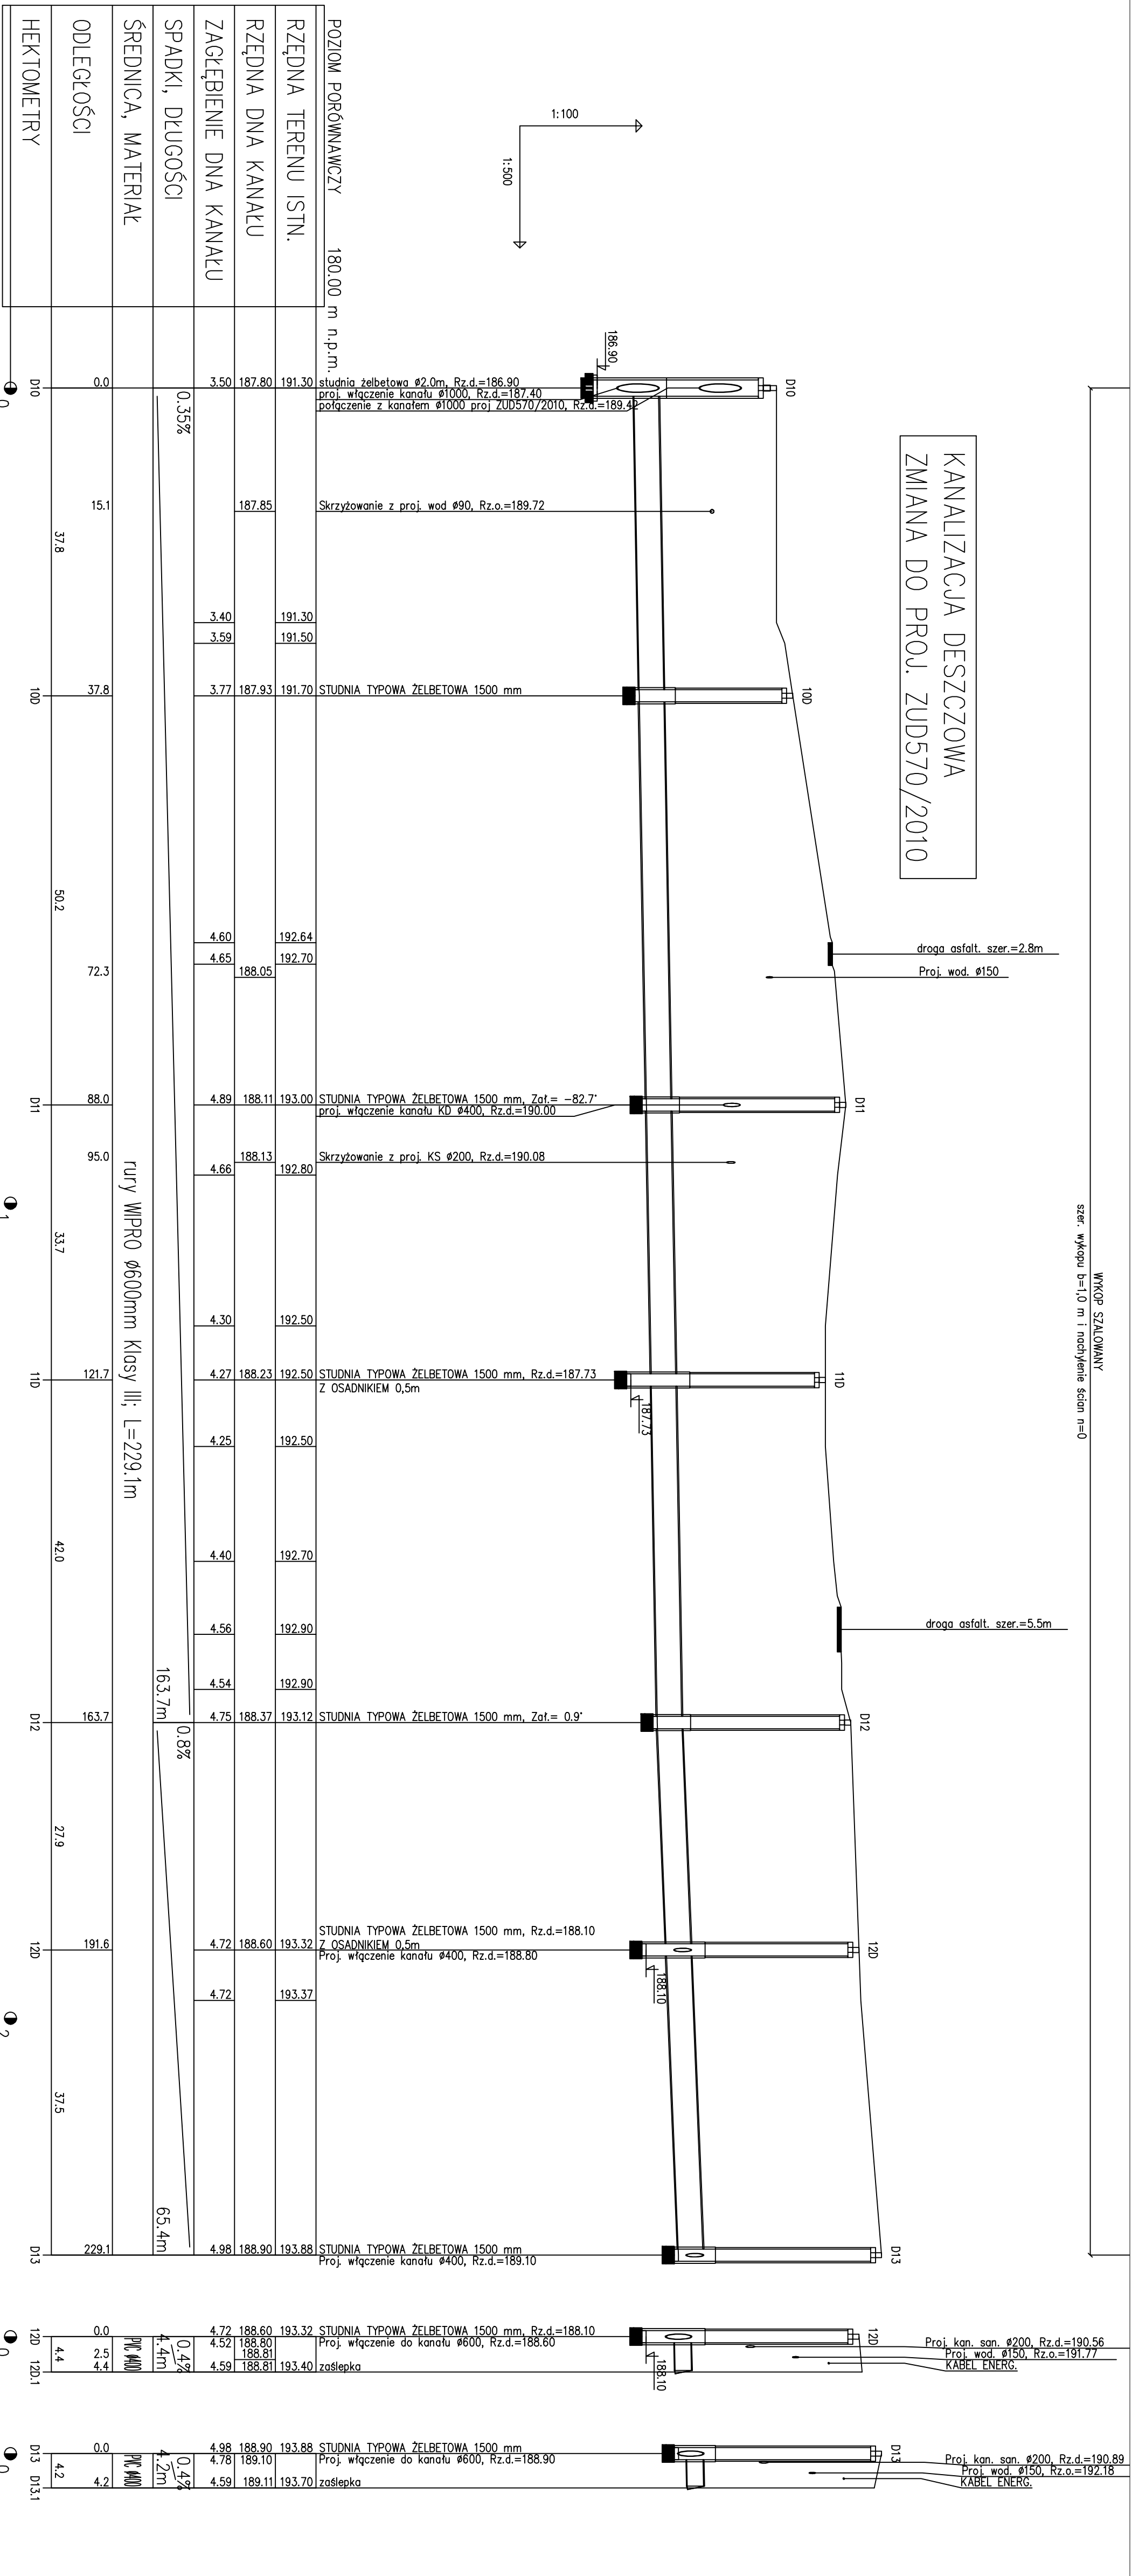 WYKOP SZALOWANY
szer. wykopu b=1,0 m i nachylenie ścian n=0
KANALIZACJA DESZCZOWA
ZMIANA DO PROJ. ZUD570/2010
droga asfalt. szer.=2.8m
Proj. wod. ø150
droga asfalt. szer.=5.5m
Proj. kan. san. ø200, Rz.d.=190.56
Proj. wod. ø150, Rz.o.=191.77
KABEL ENERG.
Proj. kan. san. ø200, Rz.d.=190.89
Proj. wod. ø150, Rz.o.=192.18
KABEL ENERG.
D10
10D
D11
11D
D12
12D
D13
12D
D13
1:100
1:500
186.90
187.73
188.10
188.10
POZIOM PORÓWNAWCZY 180.00 m n.p.m.
studnia żelbetowa ø2.0m, Rz.d.=186.90
proj. włączenie kanału ø1000, Rz.d.=187.40
połączenie z kanałem ø1000 proj ZUD570/2010, Rz.d.=189.42
Skrzyżowanie z proj. wod ø90, Rz.o.=189.72
STUDNIA TYPOWA ŻELBETOWA 1500 mm
STUDNIA TYPOWA ŻELBETOWA 1500 mm, Zał.= -82.7°
proj. włączenie kanału KD ø400, Rz.d.=190.00
Skrzyżowanie z proj. KS ø200, Rz.d.=190.08
STUDNIA TYPOWA ŻELBETOWA 1500 mm, Rz.d.=187.73
Z OSADNIKIEM 0,5m
STUDNIA TYPOWA ŻELBETOWA 1500 mm, Zał.= 0.9°
STUDNIA TYPOWA ŻELBETOWA 1500 mm, Rz.d.=188.10
Z OSADNIKIEM 0,5m
Proj. włączenie kanału ø400, Rz.d.=188.80
STUDNIA TYPOWA ŻELBETOWA 1500 mm
Proj. włączenie kanału ø400, Rz.d.=189.10
STUDNIA TYPOWA ŻELBETOWA 1500 mm, Rz.d.=188.10
Proj. włączenie do kanału ø600, Rz.d.=188.60
zaślepka
STUDNIA TYPOWA ŻELBETOWA 1500 mm
Proj. włączenie do kanału ø600, Rz.d.=188.90
zaślepka
RZĘDNA TERENU ISTN.
191.30 191.30 191.50 191.70 192.64 192.70 193.00 192.80 192.50 192.50 192.50 192.70 192.90 192.90 193.12 193.32 193.37 193.88 193.32 193.40 193.88 193.70
RZĘDNA DNA KANAŁU
187.80 187.85 187.93 188.05 188.11 188.13 188.23 188.37 188.60 188.90 188.60 188.80 188.81 188.81 188.90 189.10 189.11
ZAGŁĘBIENIE DNA KANAŁU
3.50 3.40 3.59 3.77 4.60 4.65 4.89 4.66 4.30 4.27 4.25 4.40 4.56 4.54 4.75 4.72 4.72 4.98 4.72 4.52 4.59 4.98 4.78 4.59
SPADKI, DŁUGOŚCI
0.35% 163.7m 0.8% 65.4m 0.4% 4.4m 0.4% 4.2m
ŚREDNICA, MATERIAŁ
rury WIPRO ø600mm Klasy III; L=229.1m PVC ø400 PVC ø400
ODLEGŁOŚCI
0.0 15.1 37.8 72.3 88.0 95.0 121.7 163.7 191.6 229.1 0.0 2.5 4.4 0.0 4.2
37.8 50.2 33.7 42.0 27.9 37.5 4.4 4.2
HEKTOMETRY
D10 10D D11 11D D12 12D D13 12D 120.1 D13 D13.1
0 1 2 0 0